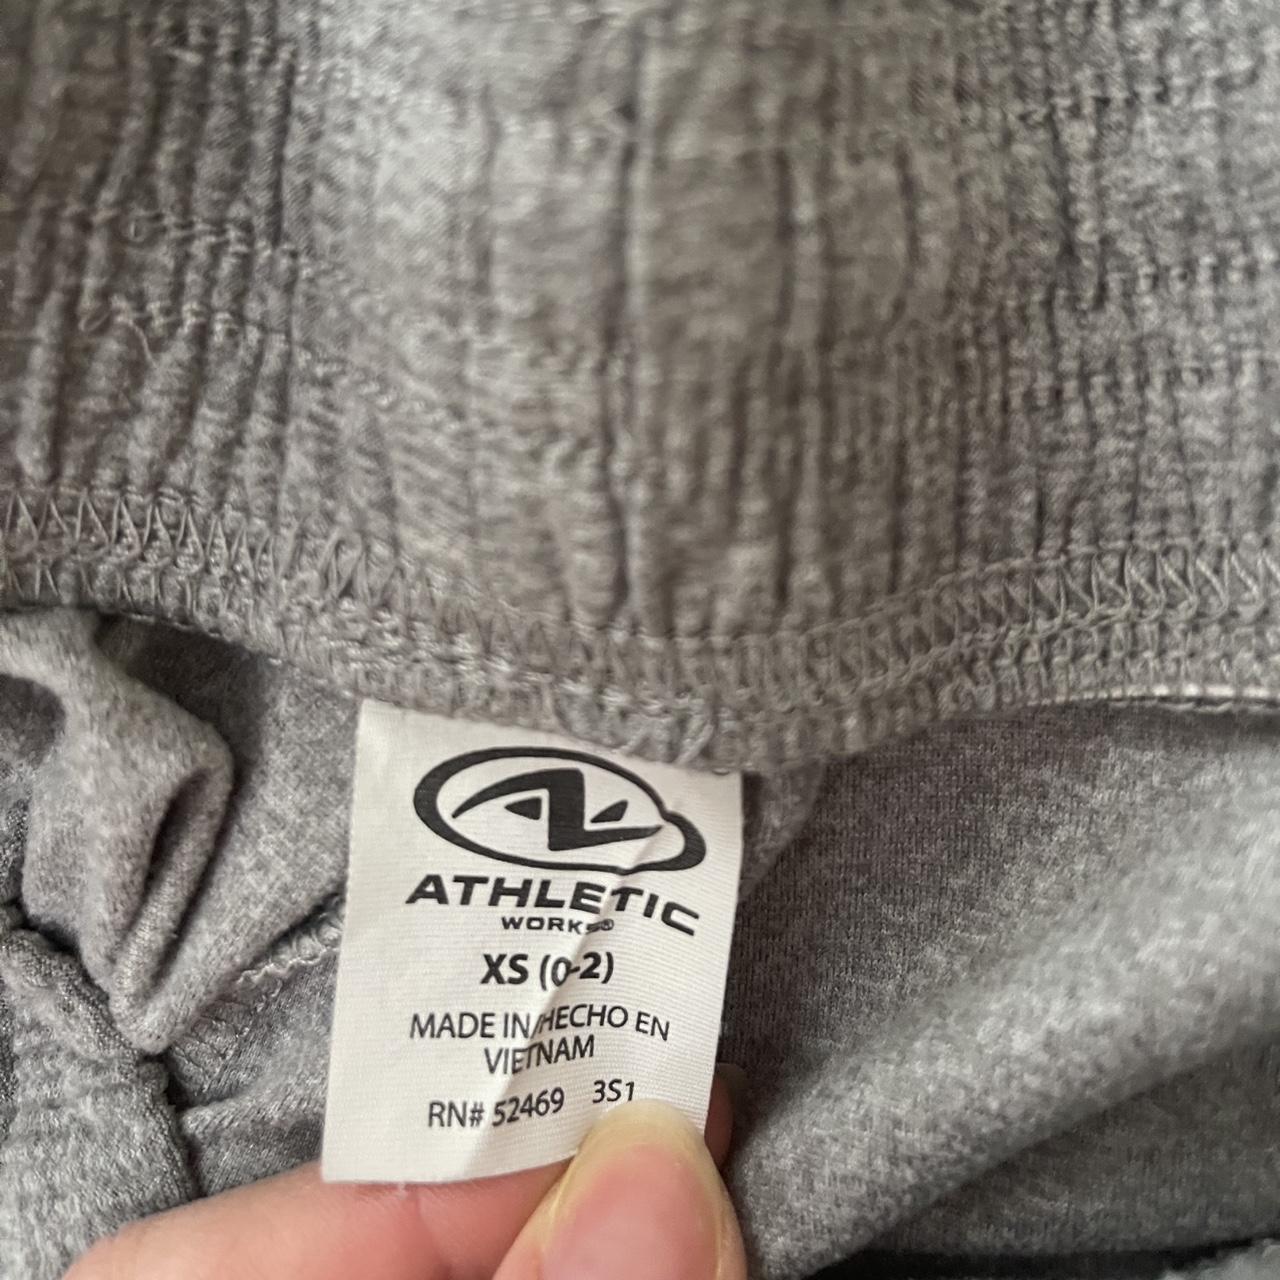 ATHLETIC
WORKS®
XS (0-2)
MADE IN/HECHO EN
VIETNAM
RN# 52469 3S1